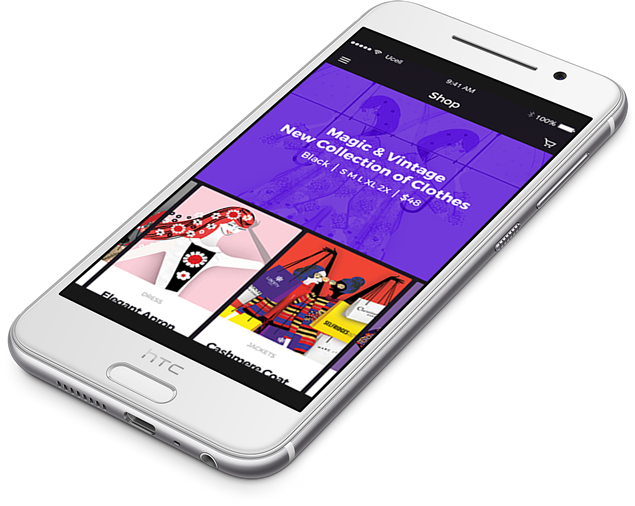 Ucell
9:41 AM
100%
Shop
Magic & Vintage
New Collection of Clothes
Black | S M L XL 2X | $48
DRESS
Elegant Apron
JACKETS
Cashmere Coat
SELFRIDGES
hTC